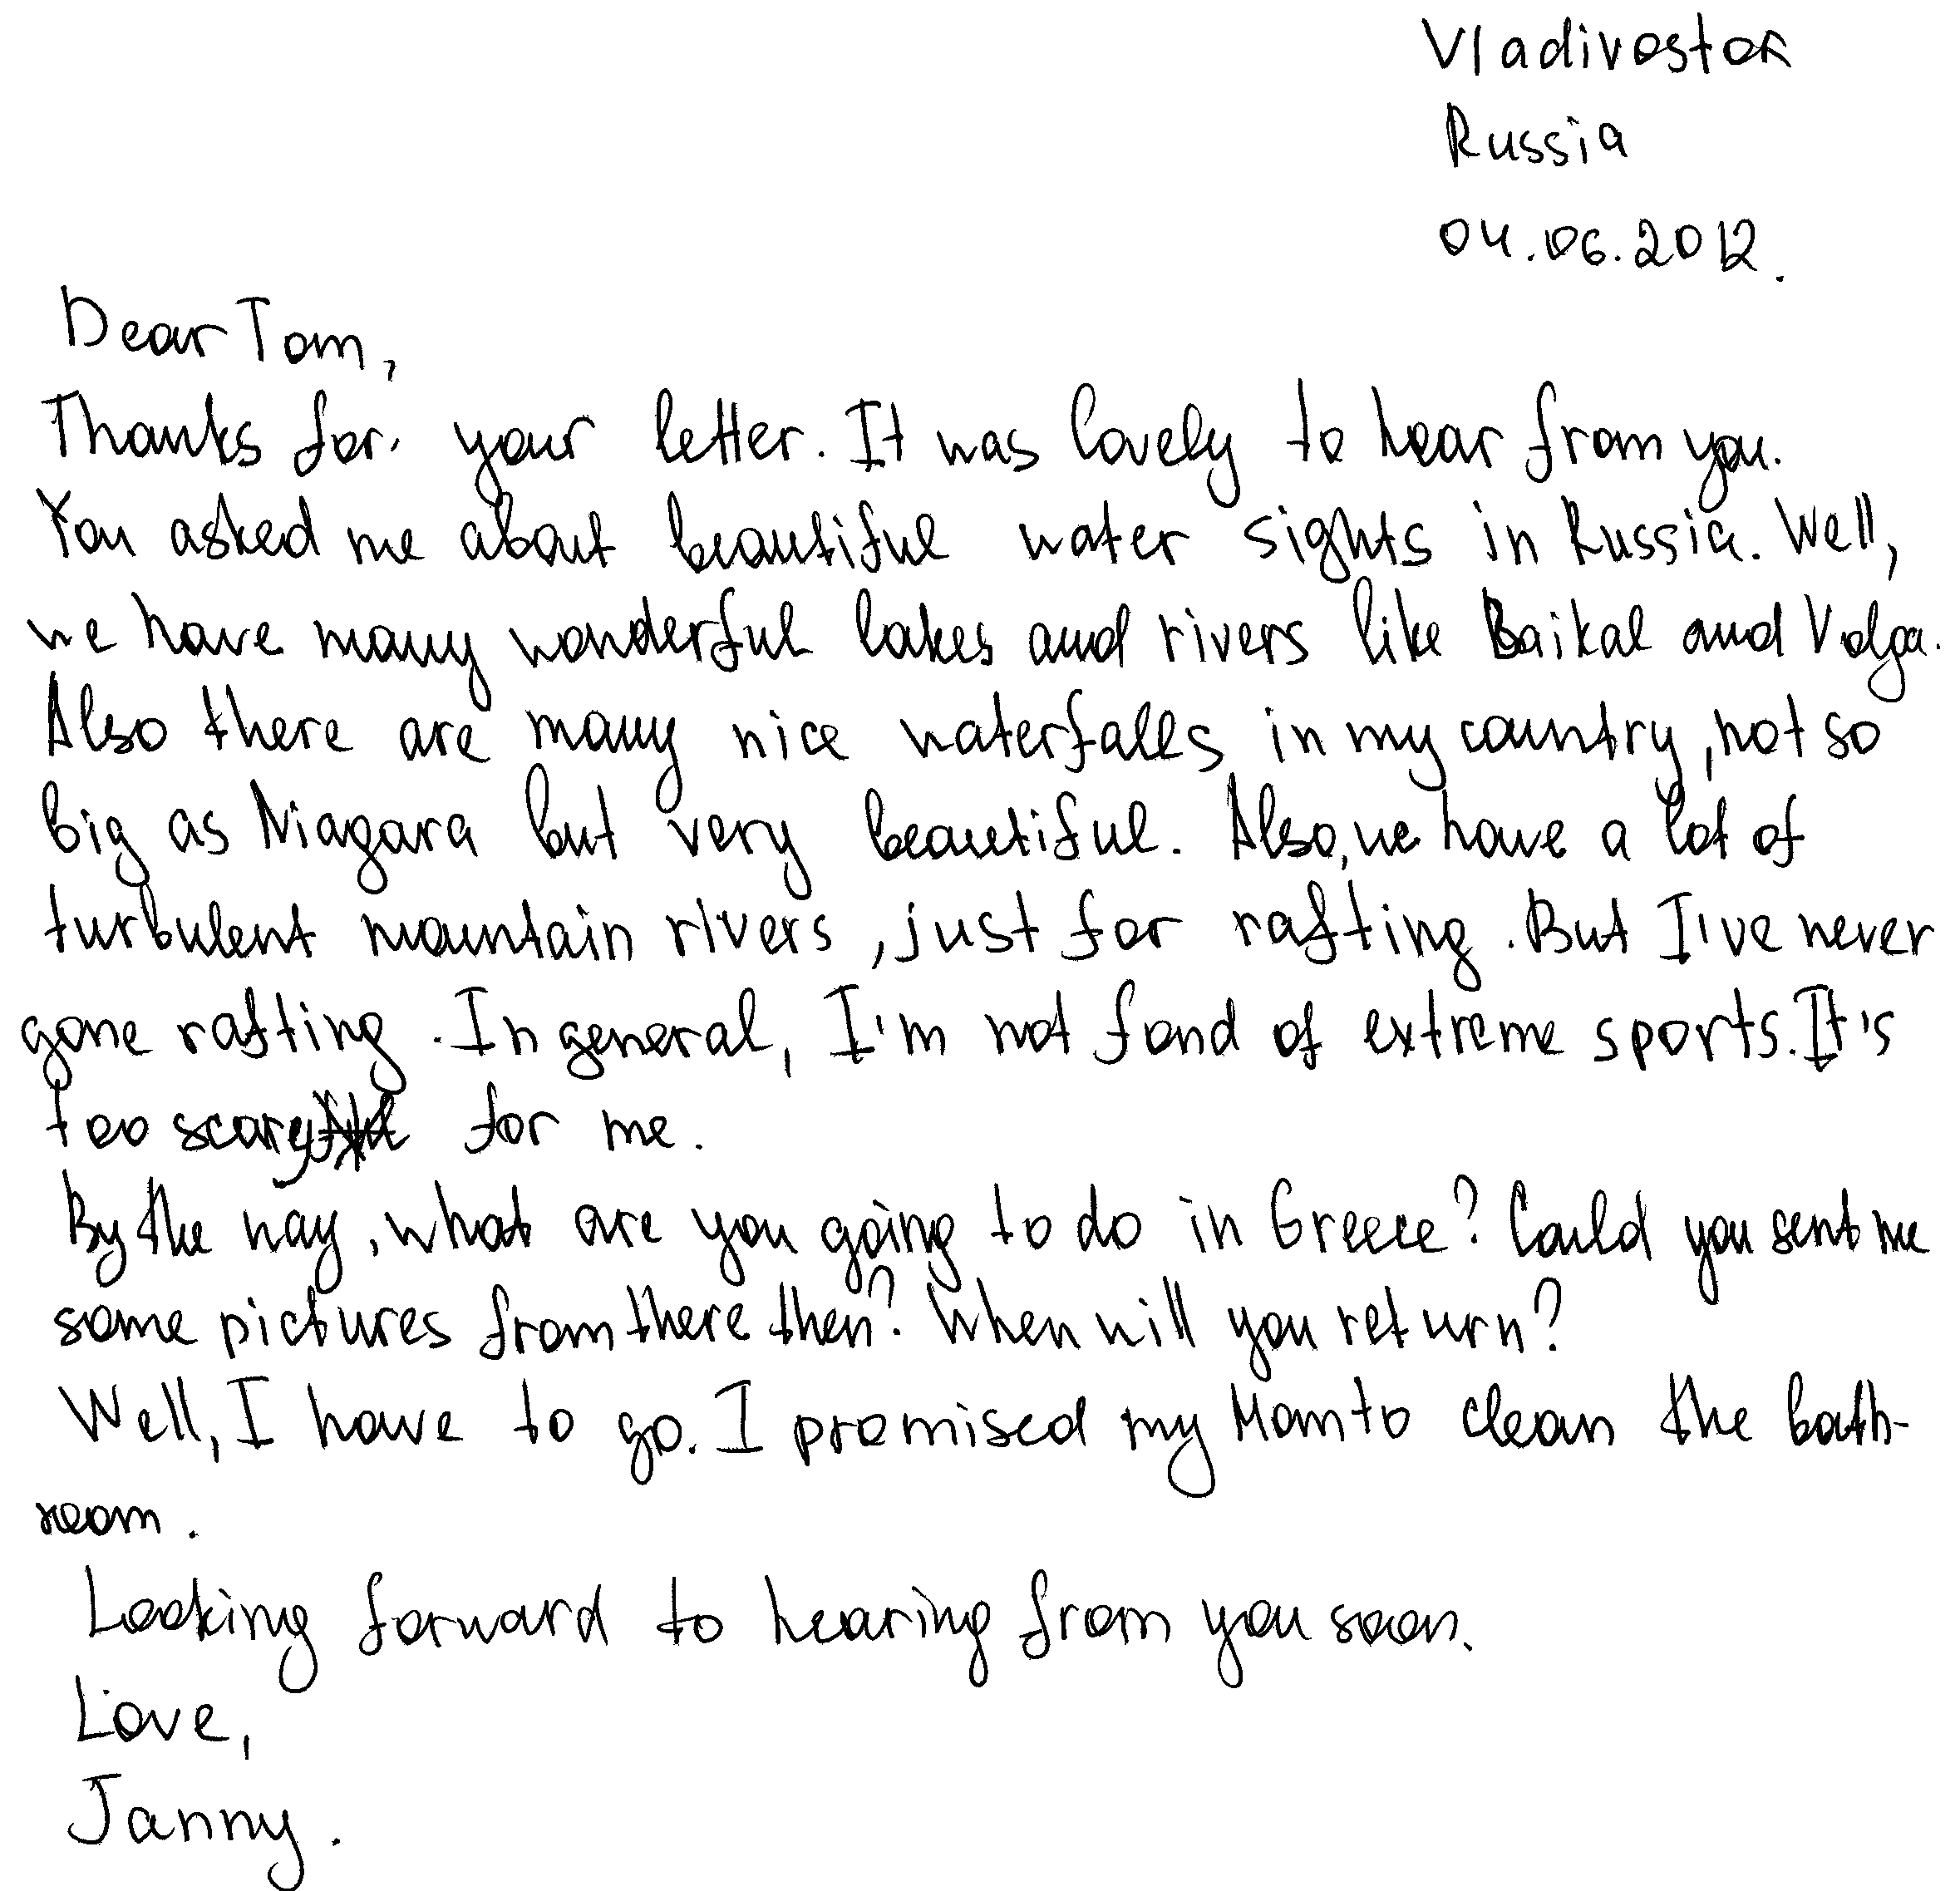 Vladivostok
Russia
04.06.2012.
Dear Tom,
Thanks for your letter. It was lovely to hear from you.
You asked me about beautiful water sights in Russia. Well,
we have many wonderful lakes and rivers like Baikal and Volga.
Also there are many nice waterfalls in my country, not so
big as Niagara but very beautiful. Also, we have a lot of
turbulent mountain rivers, just for rafting. But I've never
gone rafting. In general, I'm not fond of extreme sports. It's
too scary for me.
By the way, what are you going to do in Greece? Could you sent me
some pictures from there then? When will you return?
Well, I have to go. I promised my Mom to clean the bath-
room.
Looking forward to hearing from you soon.
Love,
Janny.